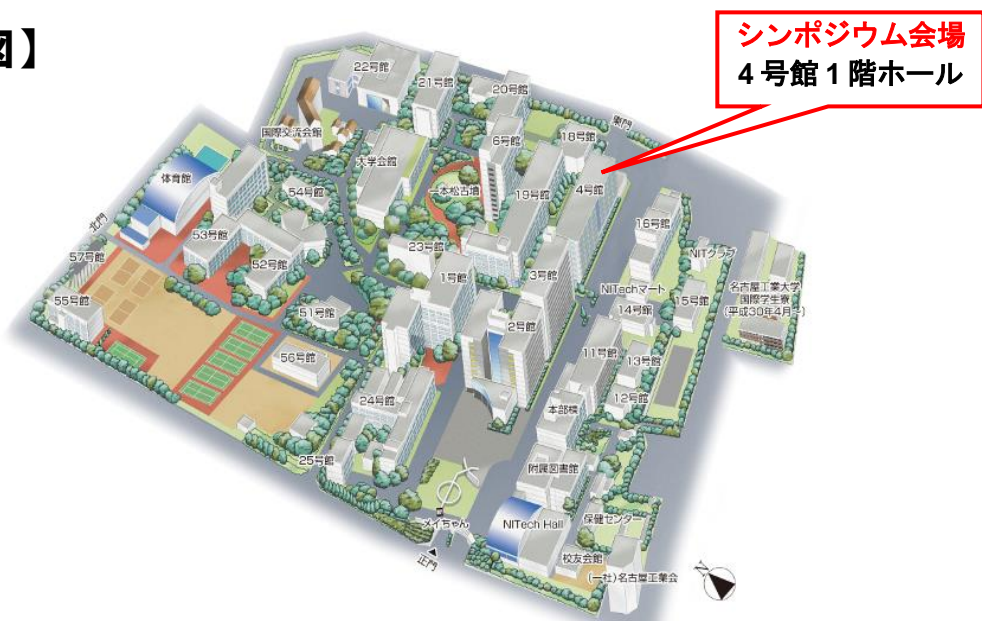 図】
シンポジウム会場
4号館1階ホール
22号館
21号館
20号館
国際交流会館
6号館
18号館
東門
大学会館
4号館
体育館
54号館
一本松古墳
19号館
16号館
北門
53号館
23号館
NITクラブ
57号館
52号館
1号館
3号館
NITechマート
15号館
名古屋工業大学
国際学生寮
(平成30年4月~)
55号館
51号館
2号館
14号館
56号館
11号館
13号館
24号館
本部棟
12号館
25号館
附属図書館
メイちゃん
NITech Hall
保健センター
正門
校友会館
(一社)名古屋工業会
N